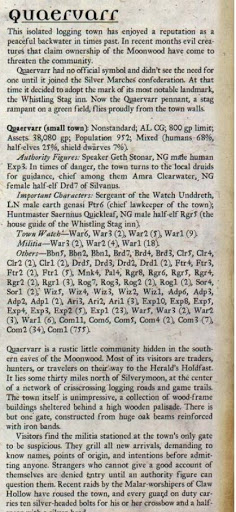 Quaervarr
This isolated logging town has enjoyed a reputation as a
peaceful backwater in times past. In recent months evil crea-
tures that claim ownership of the Moonwood have come to
threaten the community.
Quaervarr had no official symbol and didn't see the need for
one until it joined the Silver Marches confederation. At that
time it decided to adopt the mark of its most notable landmark,
the Whistling Stag inn. Now the Quaervarr pennant, a stag
rampant on a green field, flies proudly from the town walls.
Quaervarr (small town): Nonstandard; AL CG; 800 gp limit;
Assets 38,080 gp; Population 952; Mixed (humans 68%,
half-elves 25%, shield dwarves 7%).
Authority Figures: Speaker Geth Stonar, NG male human
Exp3. In times of danger, the town turns to the local druids
for guidance, chief among them Amra Clearwater, NG
female half-elf Drd7 of Silvanus.
Important Characters: Sergeant of the Watch Unddreth,
LN male earth genasi Ftr6 (chief lawkeeper of the town);
Huntmaster Saernius Quickleaf, NG male half-elf Rgr5 (the
house guide of the Whistling Stag inn).
Town Watch—War6, War3 (2), War2 (5), War1 (9).
Militia—War3 (2), War2 (4), War1 (18).
Others—Bbn5, Bbn2, Bbn1, Brd7, Brd4, Brd3, Clr5, Clr4,
Clr2 (2), Clr1 (2), Drd5, Drd3, Drd2, Drd1 (2), Ftr4, Ftr3,
Ftr2 (2), Ftr1 (5), Mnk4, Pal4, Rgr8, Rgr6, Rgr5, Rgr4,
Rgr2 (2), Rgr1 (3), Rog7, Rog3, Rog2 (2), Rog1 (2), Sor4,
Sor1 (2), Wiz5, Wiz4, Wiz3, Wiz2, Wiz1, Adp6, Adp3,
Adp2, Adp1 (2), Ari3, Ari2, Ari1 (3), Exp10, Exp8, Exp5,
Exp4, Exp3, Exp2 (5), Exp1 (23), War5, War3 (2), War2
(3), War1 (6), Com11, Com6, Com5, Com4 (2), Com3 (7),
Com2 (34), Com1 (755).
Quaervarr is a rustic little community hidden in the south-
ern eaves of the Moonwood. Most of its visitors are traders,
hunters, or travelers on their way to the Herald's Holdfast.
It lies some thirty miles north of Silverymoon, at the center
of a network of crisscrossing logging roads and game trails.
The town itself is unimpressive, a collection of wood-frame
buildings sheltered behind a high wooden palisade. There is
but one gate, constructed from huge oak beams reinforced
with iron bands.
Visitors find the militia stationed at the town's only gate
to be suspicious. They grill all new arrivals, demanding to
know names, points of origin, and intentions before admit-
ting anyone. Strangers who cannot give a good account of
themselves are denied entry until an authority figure can
question them. Recent raids by the Malar-worshipers of Claw
Hollow have roused the town, and every guard on duty car-
ries ten silver-headed bolts for his or her crossbow and a half-